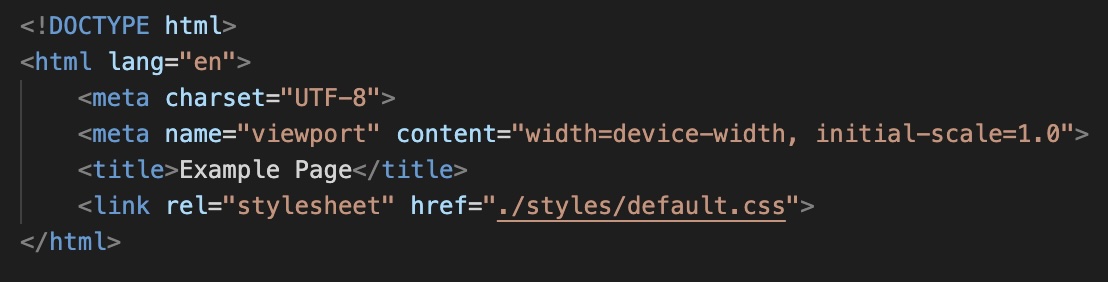 <!DOCTYPE html>
<html lang="en">
    <meta charset="UTF-8">
    <meta name="viewport" content="width=device-width, initial-scale=1.0">
    <title>Example Page</title>
    <link rel="stylesheet" href="./styles/default.css">
</html>